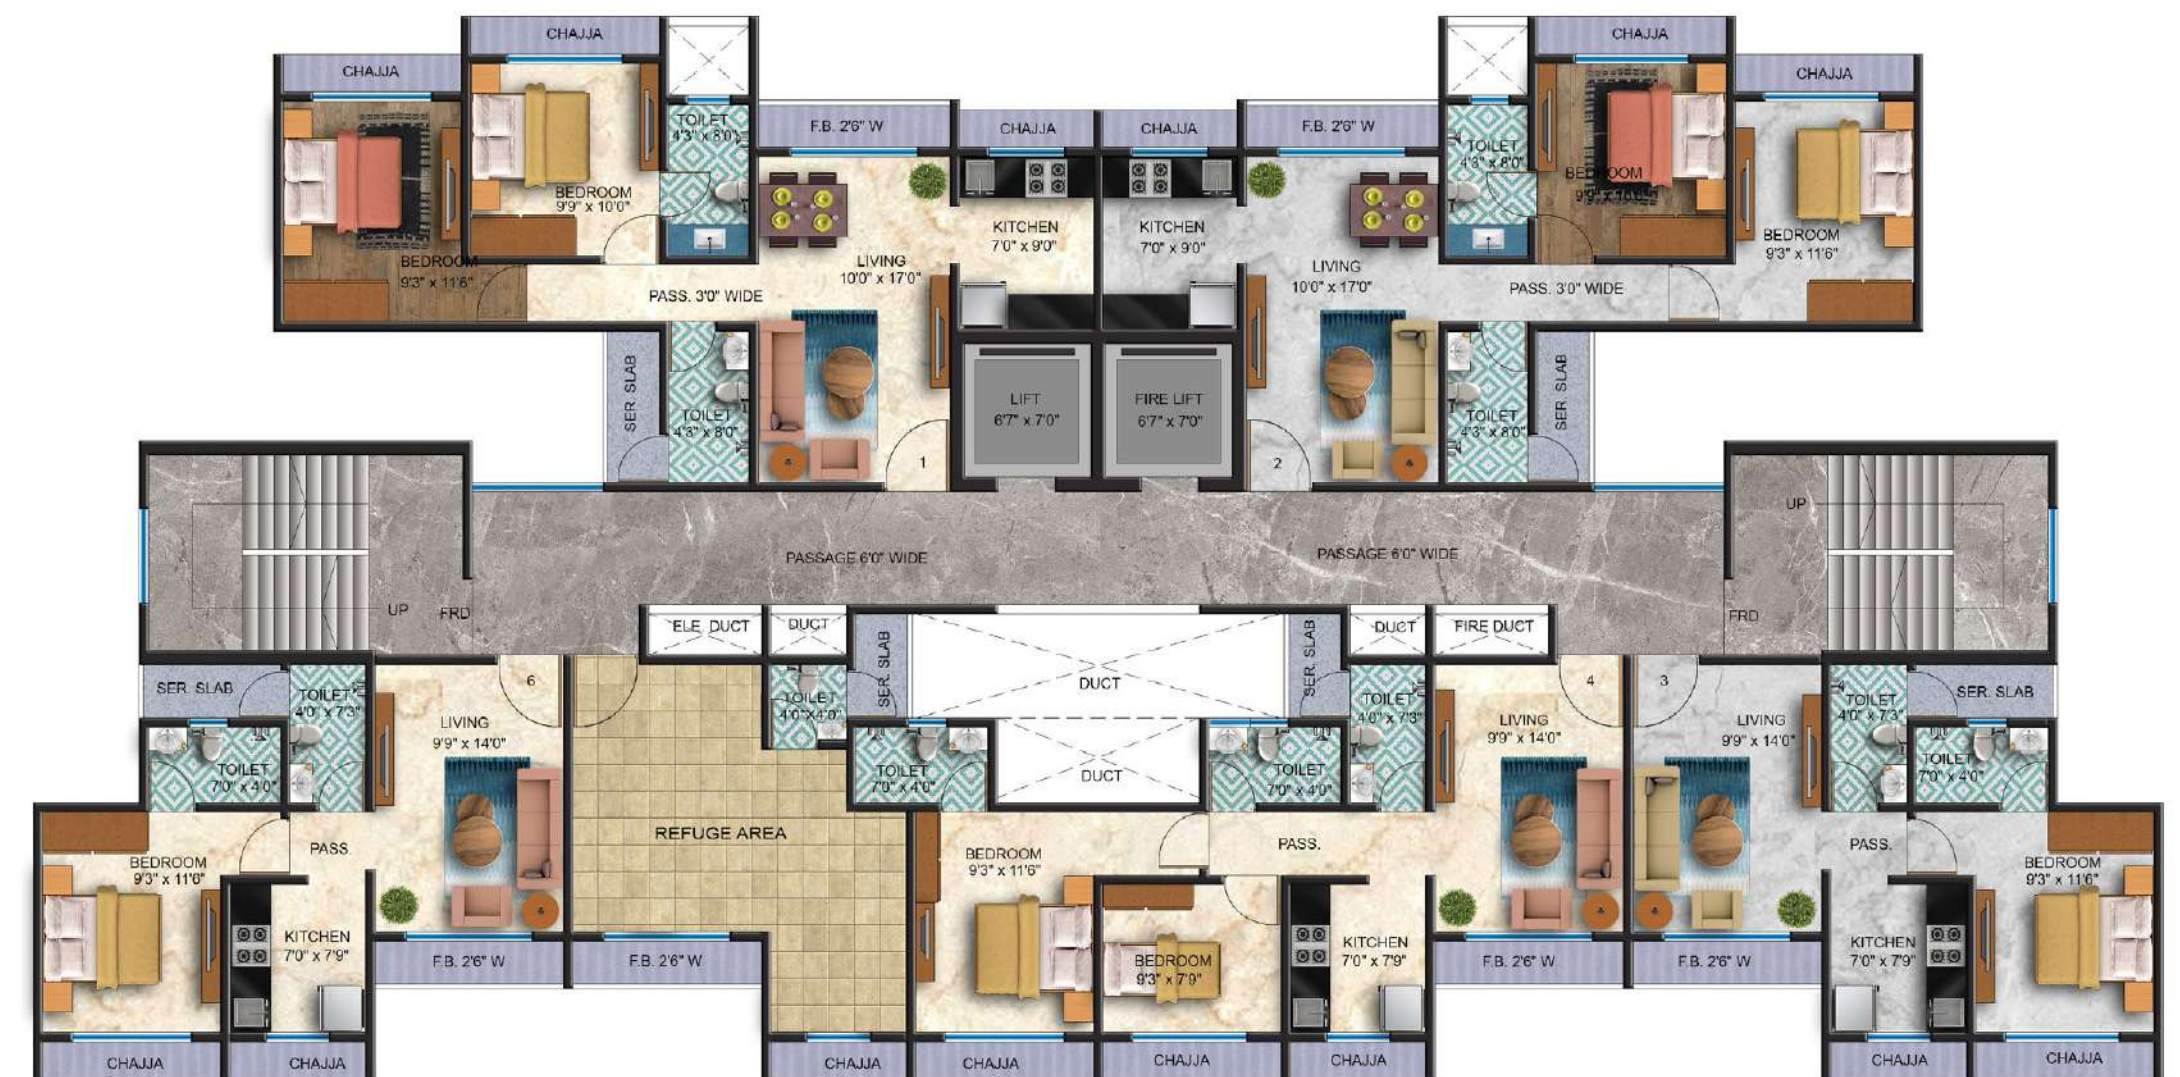 CHAJJA
CHAJJA
CHAJJA
CHAJJA
F.B. 2'6" W
CHAJJA
CHAJJA
F.B. 2'6" W
TOILET
4'3" x 8'0"
BEDROOM
9'9" x 10'0"
BEDROOM
9'3" x 11'6"
PASS. 3'0" WIDE
LIVING
10'0" x 17'0"
KITCHEN
7'0" x 9'0"
KITCHEN
7'0" x 9'0"
LIVING
10'0" x 17'0"
TOILET
4'3" x 8'0"
BEDROOM
9'9" x 10'0"
BEDROOM
9'3" x 11'6"
PASS. 3'0" WIDE
SER. SLAB
TOILET
4'3" x 8'0"
1
LIFT
6'7" x 7'0"
FIRE LIFT
6'7" x 7'0"
2
TOILET
4'3" x 8'0"
SER. SLAB
UP
FRD
PASSAGE 6'0" WIDE
PASSAGE 6'0" WIDE
UP
FRD
ELE. DUCT
DUCT
SER. SLAB
DUCT
DUCT
SER. SLAB
DUCT
FIRE DUCT
SER. SLAB
TOILET
4'0" x 7'3"
TOILET
7'0" x 4'0"
LIVING
9'9" x 14'0"
6
TOILET
4'0"X4'0"
TOILET
7'0" x 4'0"
TOILET
7'0" x 4'0"
TOILET
4'0" x 7'3"
LIVING
9'9" x 14'0"
4
3
LIVING
9'9" x 14'0"
TOILET
4'0" x 7'3"
SER. SLAB
TOILET
7'0" x 4'0"
BEDROOM
9'3" x 11'6"
PASS.
REFUGE AREA
BEDROOM
9'3" x 11'6"
PASS.
PASS.
BEDROOM
9'3" x 11'6"
KITCHEN
7'0" x 7'9"
F.B. 2'6" W
F.B. 2'6" W
BEDROOM
9'3" x 7'9"
KITCHEN
7'0" x 7'9"
F.B. 2'6" W
F.B. 2'6" W
KITCHEN
7'0" x 7'9"
CHAJJA
CHAJJA
CHAJJA
CHAJJA
CHAJJA
CHAJJA
CHAJJA
CHAJJA